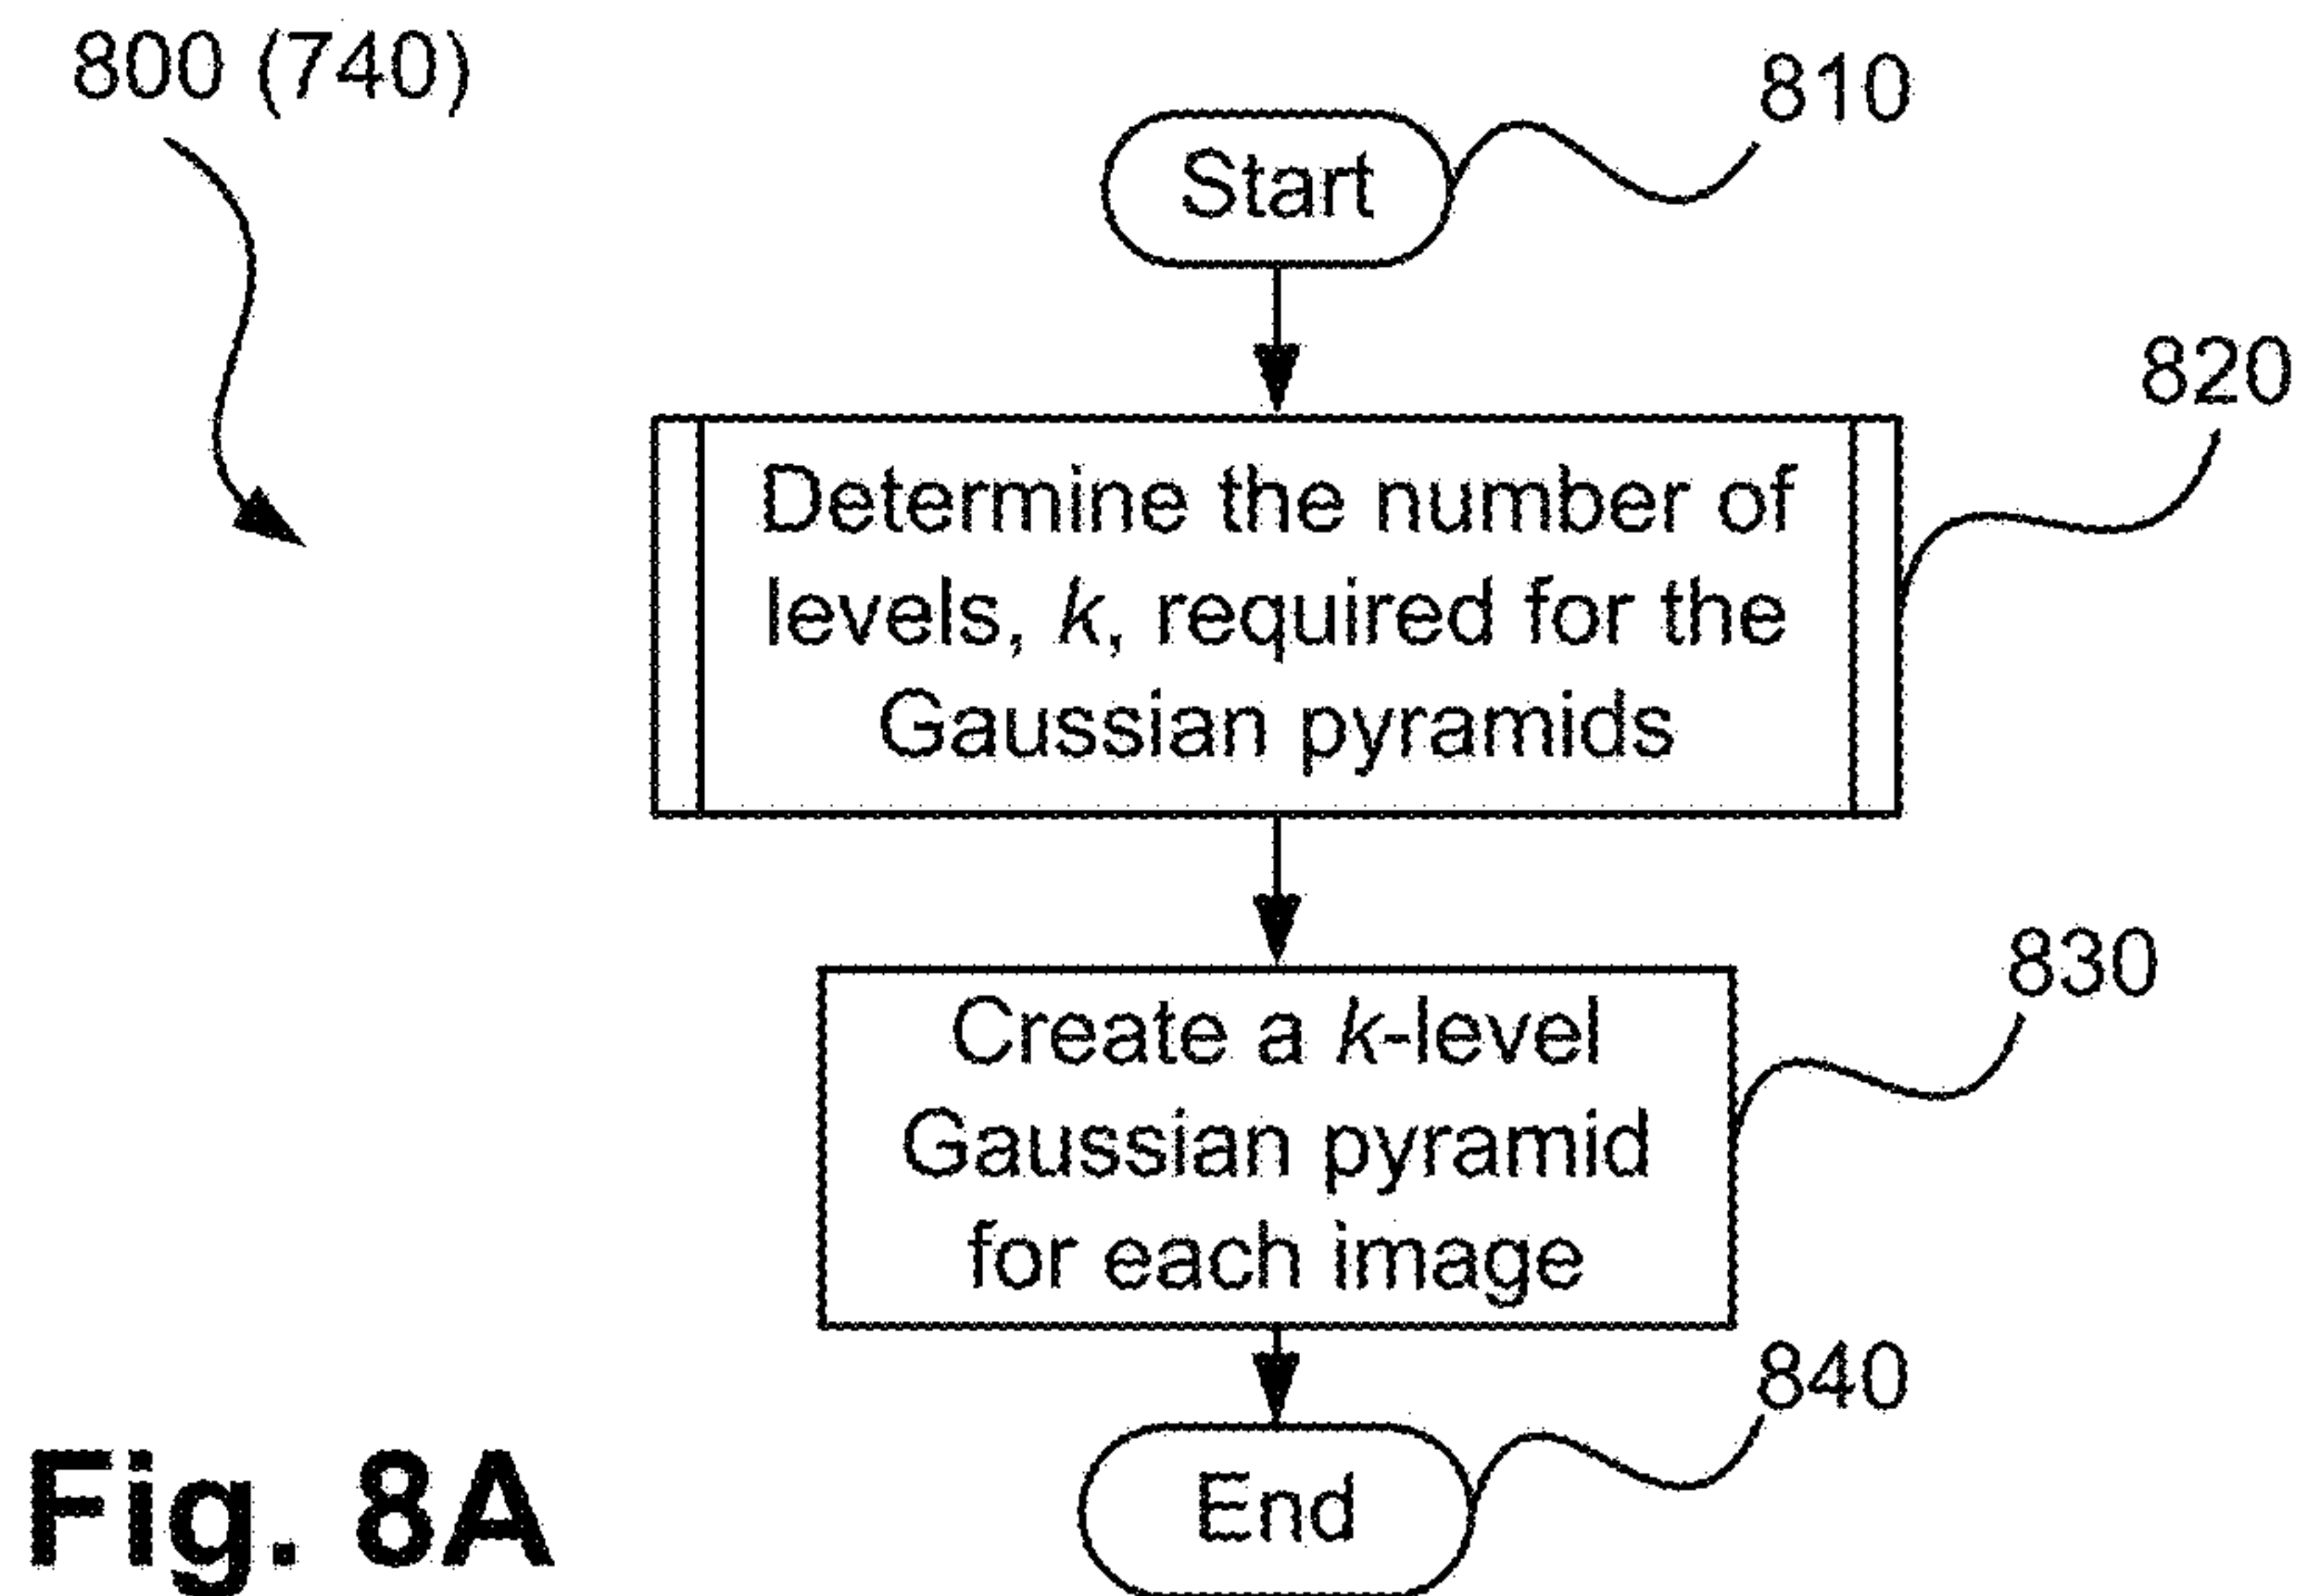 800 (740)
810
Start
820
Determine the number of
levels, k, required for the
Gaussian pyramids
830
Create a k-level
Gaussian pyramid
for each image
840
End
Fig. 8A